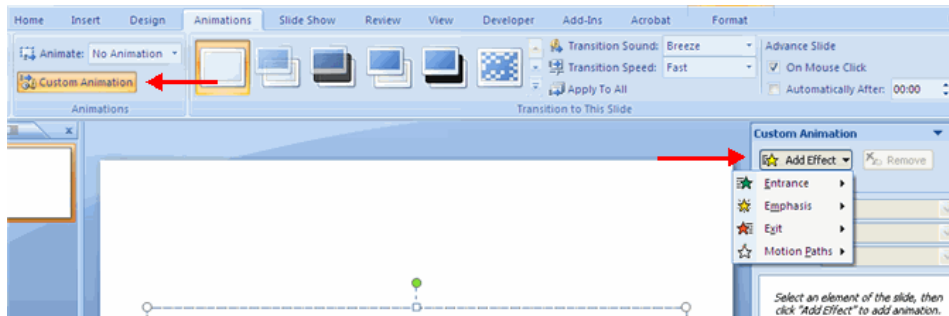 Home Insert Design Animations Slide Show Review View Developer Add-Ins Acrobat Format
Animate: No Animation
Custom Animation
Animations
Transition Sound: Breeze
Transition Speed: Fast
Apply To All
Transition to This Slide
Advance Slide
On Mouse Click
Automatically After: 00:00
Custom Animation
Add Effect
Remove
Entrance
Emphasis
Exit
Motion Paths
Select an element of the slide, then
click "Add Effect" to add animation.